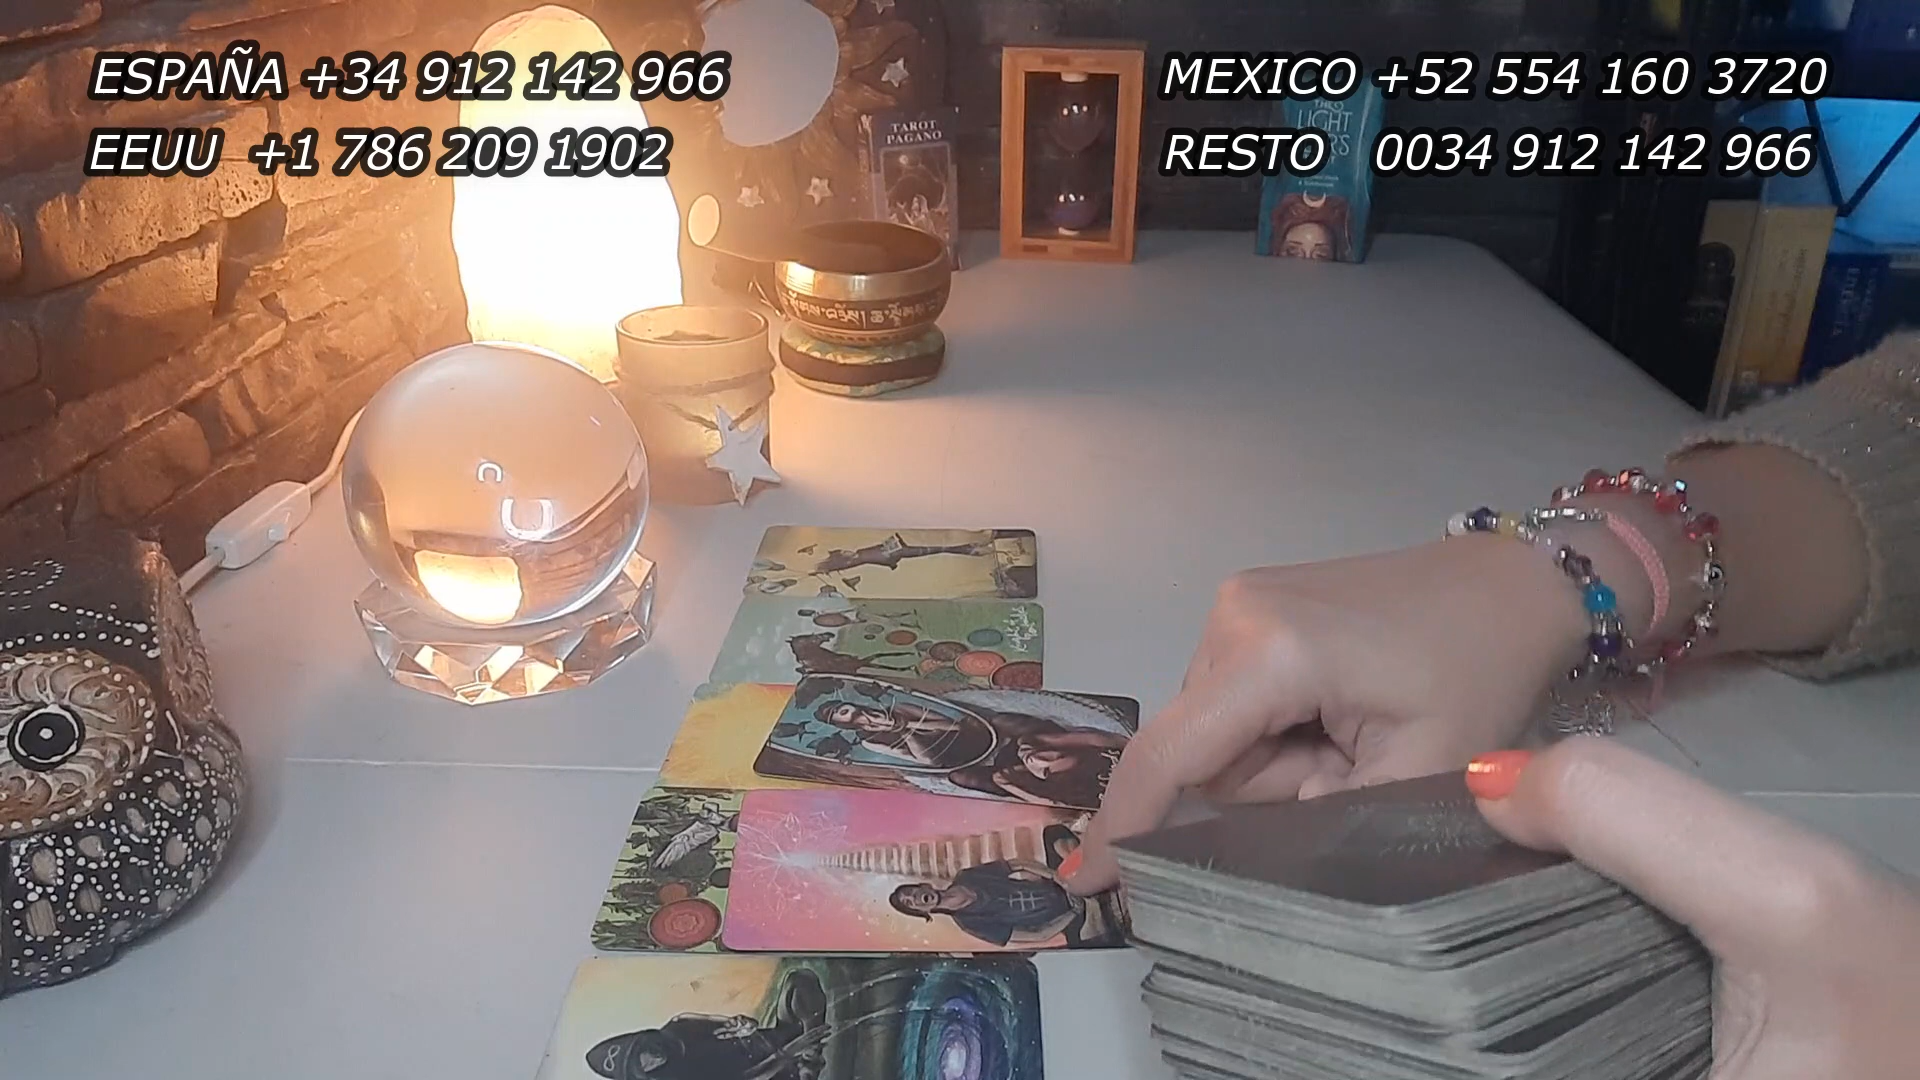 ESPAÑA +34 912 142 966
EEUU +1 786 209 1902
MEXICO +52 554 160 3720
RESTO 0034 912 142 966
TAROT
PAGANO
LIGHT
8